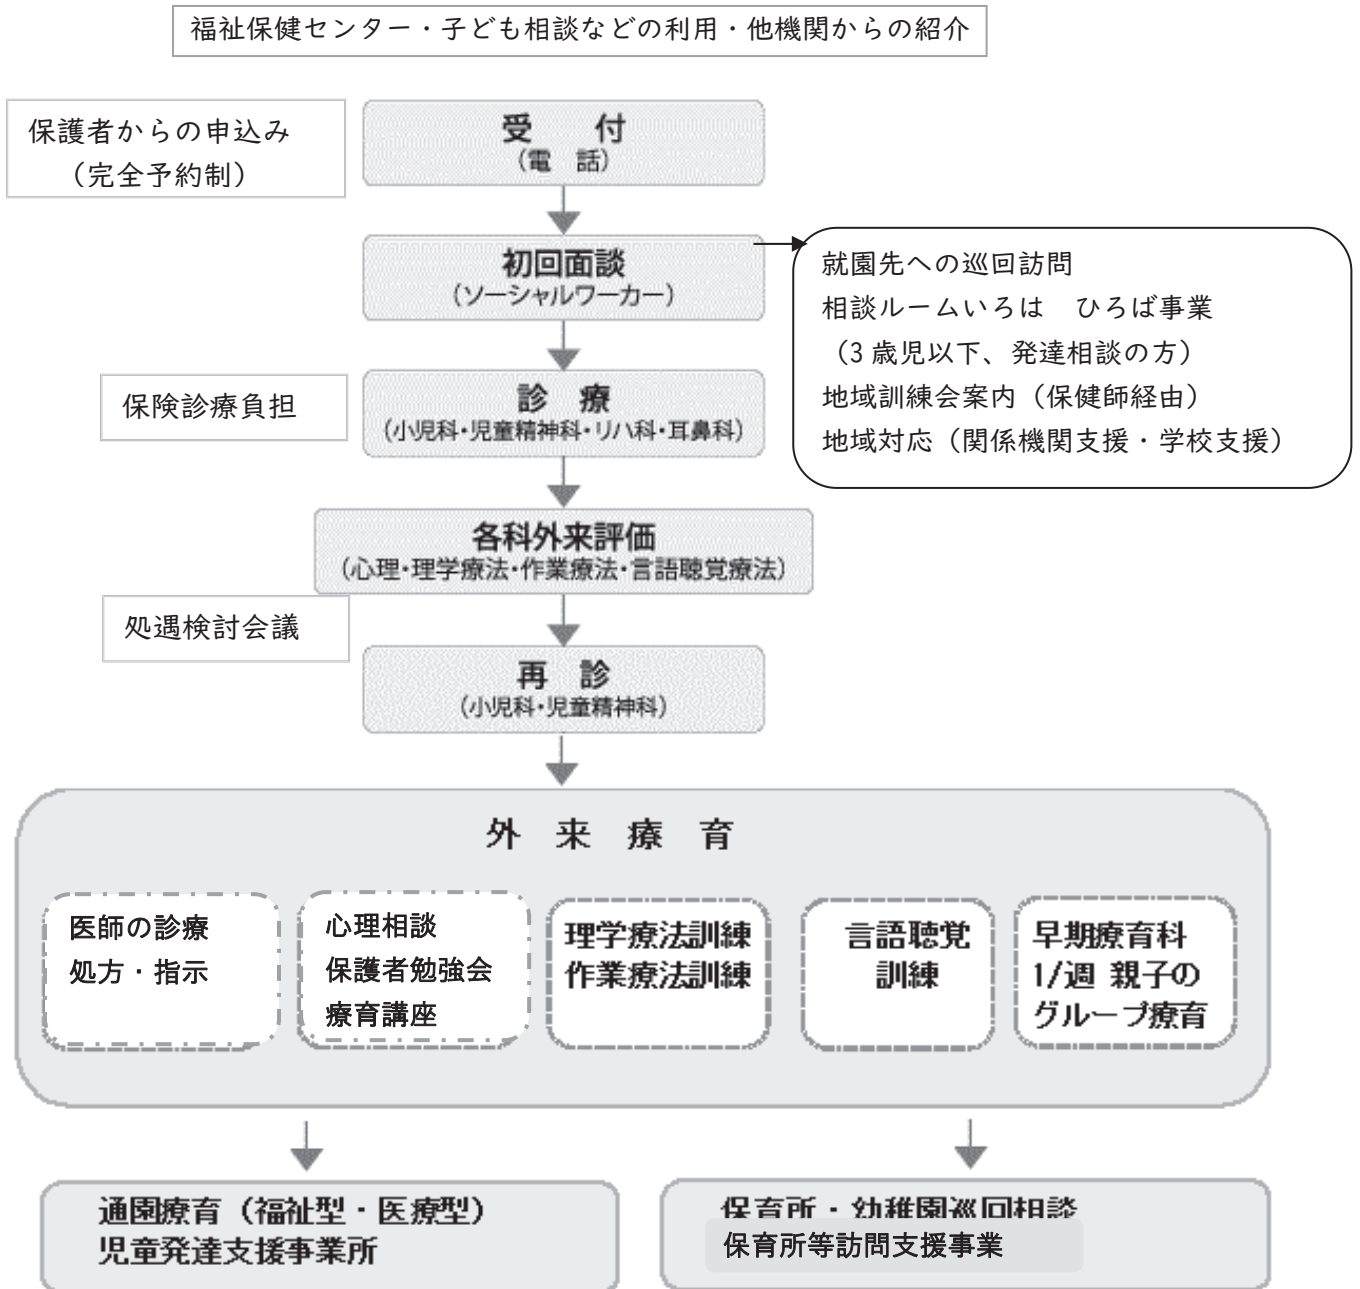 福祉保健センター・子ども相談などの利用・他機関からの紹介
保護者からの申込み
（完全予約制）
受　付
（電　話）
初回面談
（ソーシャルワーカー）
就園先への巡回訪問
相談ルームいろは　ひろば事業
（3 歳児以下、発達相談の方）
地域訓練会案内（保健師経由）
地域対応（関係機関支援・学校支援）
保険診療負担
診　療
（小児科・児童精神科・リハ科・耳鼻科）
各科外来評価
（心理・理学療法・作業療法・言語聴覚療法）
処遇検討会議
再　診
（小児科・児童精神科）
外　来　療　育
医師の診療
処方・指示
心理相談
保護者勉強会
療育講座
理学療法訓練
作業療法訓練
言語聴覚
訓練
早期療育科
1/週 親子の
グループ療育
通園療育（福祉型・医療型）
児童発達支援事業所
保育所・幼稚園巡回相談
保育所等訪問支援事業